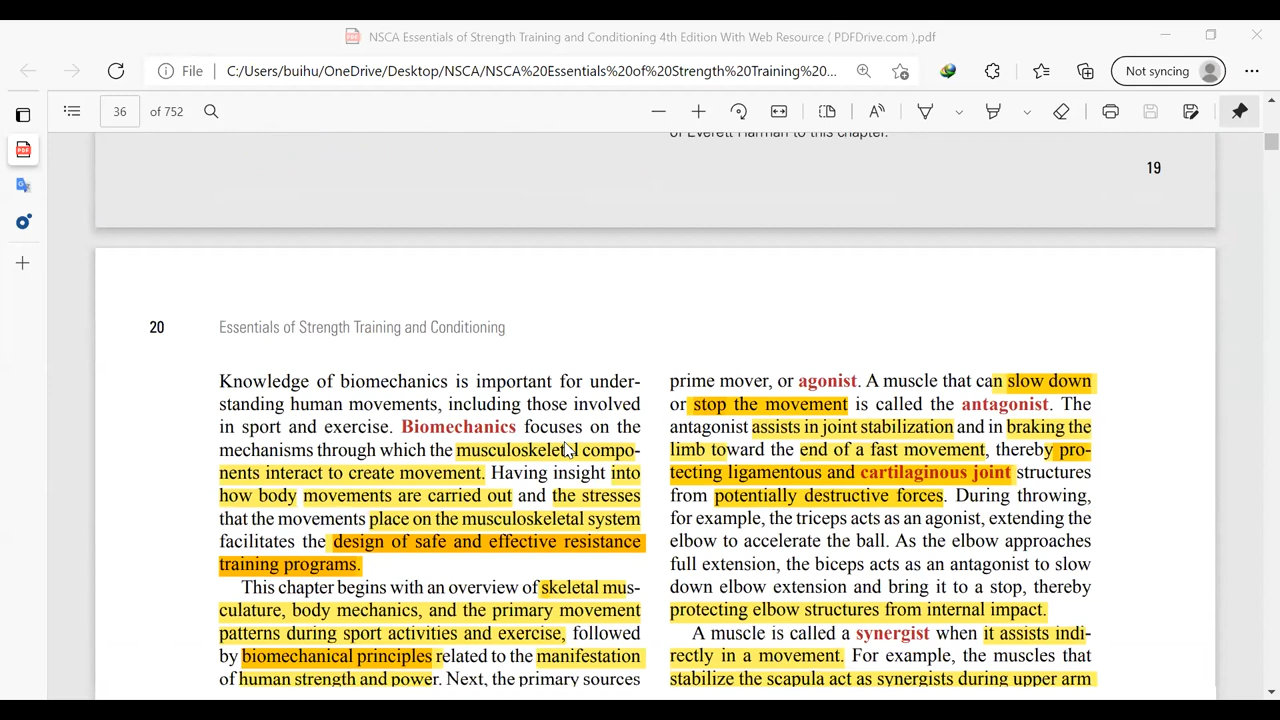 NSCA Essentials of Strength Training and Conditioning 4th Edition With Web Resource ( PDFDrive.com ).pdf
File C:/Users/buihu/OneDrive/Desktop/NSCA/NSCA%20Essentials%20of%20Strength%20Training%20... Not syncing
36 of 752
of Everett Harman to this chapter.
19
20 Essentials of Strength Training and Conditioning
Knowledge of biomechanics is important for under-
standing human movements, including those involved
in sport and exercise. Biomechanics focuses on the
mechanisms through which the musculoskeletal compo-
nents interact to create movement. Having insight into
how body movements are carried out and the stresses
that the movements place on the musculoskeletal system
facilitates the design of safe and effective resistance
training programs.
This chapter begins with an overview of skeletal mus-
culature, body mechanics, and the primary movement
patterns during sport activities and exercise, followed
by biomechanical principles related to the manifestation
of human strength and power. Next, the primary sources
prime mover, or agonist. A muscle that can slow down
or stop the movement is called the antagonist. The
antagonist assists in joint stabilization and in braking the
limb toward the end of a fast movement, thereby pro-
tecting ligamentous and cartilaginous joint structures
from potentially destructive forces. During throwing,
for example, the triceps acts as an agonist, extending the
elbow to accelerate the ball. As the elbow approaches
full extension, the biceps acts as an antagonist to slow
down elbow extension and bring it to a stop, thereby
protecting elbow structures from internal impact.
A muscle is called a synergist when it assists indi-
rectly in a movement. For example, the muscles that
stabilize the scapula act as synergists during upper arm